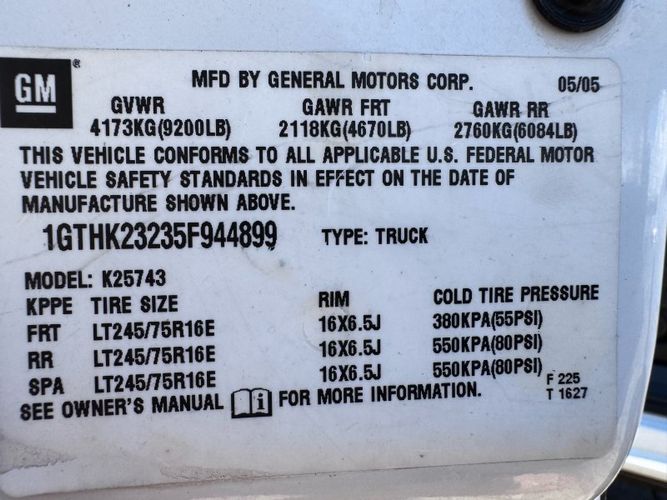 GM ® MFD BY GENERAL MOTORS CORP. 05/05
GVWR GAWR FRT GAWR RR
4173KG(9200LB) 2118KG(4670LB) 2760KG(6084LB)
THIS VEHICLE CONFORMS TO ALL APPLICABLE U.S. FEDERAL MOTOR
VEHICLE SAFETY STANDARDS IN EFFECT ON THE DATE OF
MANUFACTURE SHOWN ABOVE.
1GTHK23235F944899 TYPE: TRUCK
MODEL: K25743
KPPE TIRE SIZE RIM COLD TIRE PRESSURE
FRT LT245/75R16E 16X6.5J 380KPA(55PSI)
RR LT245/75R16E 16X6.5J 550KPA(80PSI)
SPA LT245/75R16E 16X6.5J 550KPA(80PSI)
SEE OWNER'S MANUAL i FOR MORE INFORMATION.
F 225
T 1627